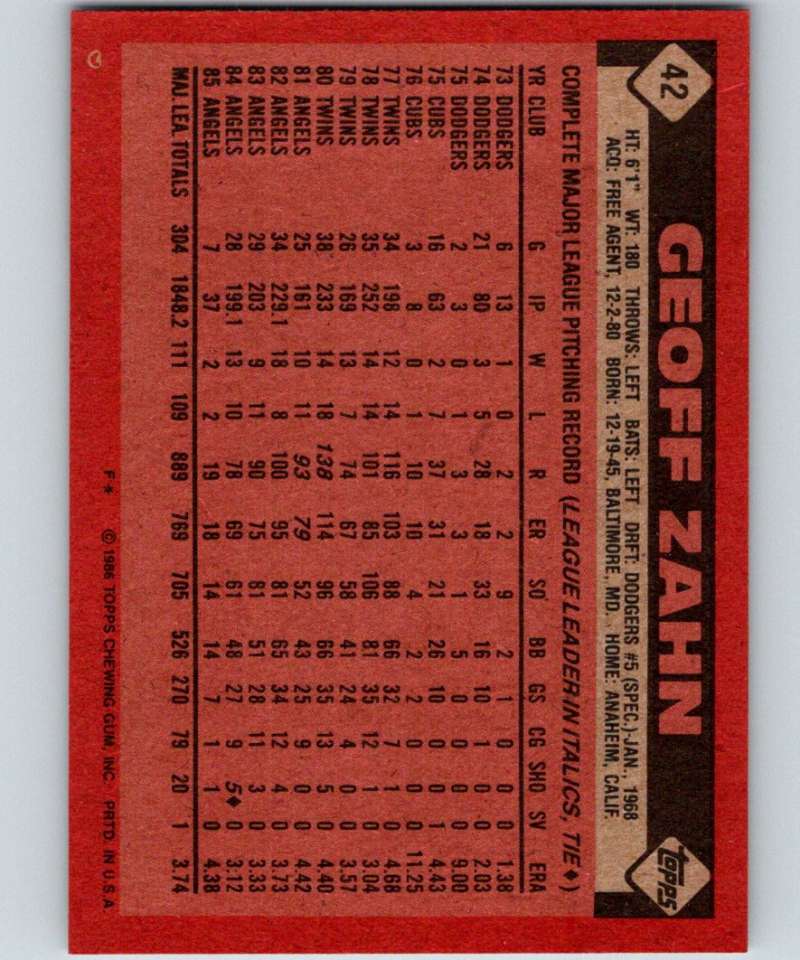 42
GEOFF ZAHN
Topps
HT: 6'1" WT: 180 THROWS: LEFT BATS: LEFT DRFT: DODGERS #5 (SPEC.)-JAN., 1968
ACQ: FREE AGENT, 12-2-80 BORN: 12-19-45, BALTIMORE, MD. HOME: ANAHEIM, CALIF.
COMPLETE MAJOR LEAGUE PITCHING RECORD (LEAGUE LEADER IN ITALICS, TIE♦)
YR CLUB G IP W L R ER SO BB GS CG SHO SV ERA
73 DODGERS 6 13 1 0 2 2 9 2 1 0 0 0 1.38
74 DODGERS 21 80 3 5 28 18 33 16 10 1 0 0 2.03
75 DODGERS 2 3 0 1 3 3 1 5 0 0 0 0 9.00
75 CUBS 16 63 2 7 37 31 21 26 10 0 0 1 4.43
76 CUBS 3 8 0 1 10 10 4 2 2 0 0 0 11.25
77 TWINS 34 198 12 14 116 103 88 66 32 7 1 0 4.68
78 TWINS 35 252 14 14 101 85 106 81 35 12 1 0 3.04
79 TWINS 26 169 13 7 74 67 58 41 24 4 0 0 3.57
80 TWINS 38 233 14 18 138 114 96 66 35 13 5 0 4.40
81 ANGELS 25 161 10 11 93 79 52 43 25 9 0 0 4.42
82 ANGELS 34 229.1 18 8 100 95 81 65 34 12 4 0 3.73
83 ANGELS 29 203 9 11 90 75 81 51 28 11 3 0 3.33
84 ANGELS 28 199.1 13 10 78 69 61 48 27 9 5♦ 0 3.12
85 ANGELS 7 37 2 2 19 18 14 14 7 1 1 0 4.38
MAJ. LEA. TOTALS 304 1848.2 111 109 889 769 705 526 270 79 20 1 3.74
F* © 1986 TOPPS CHEWING GUM, INC. PRTD. IN U.S.A.